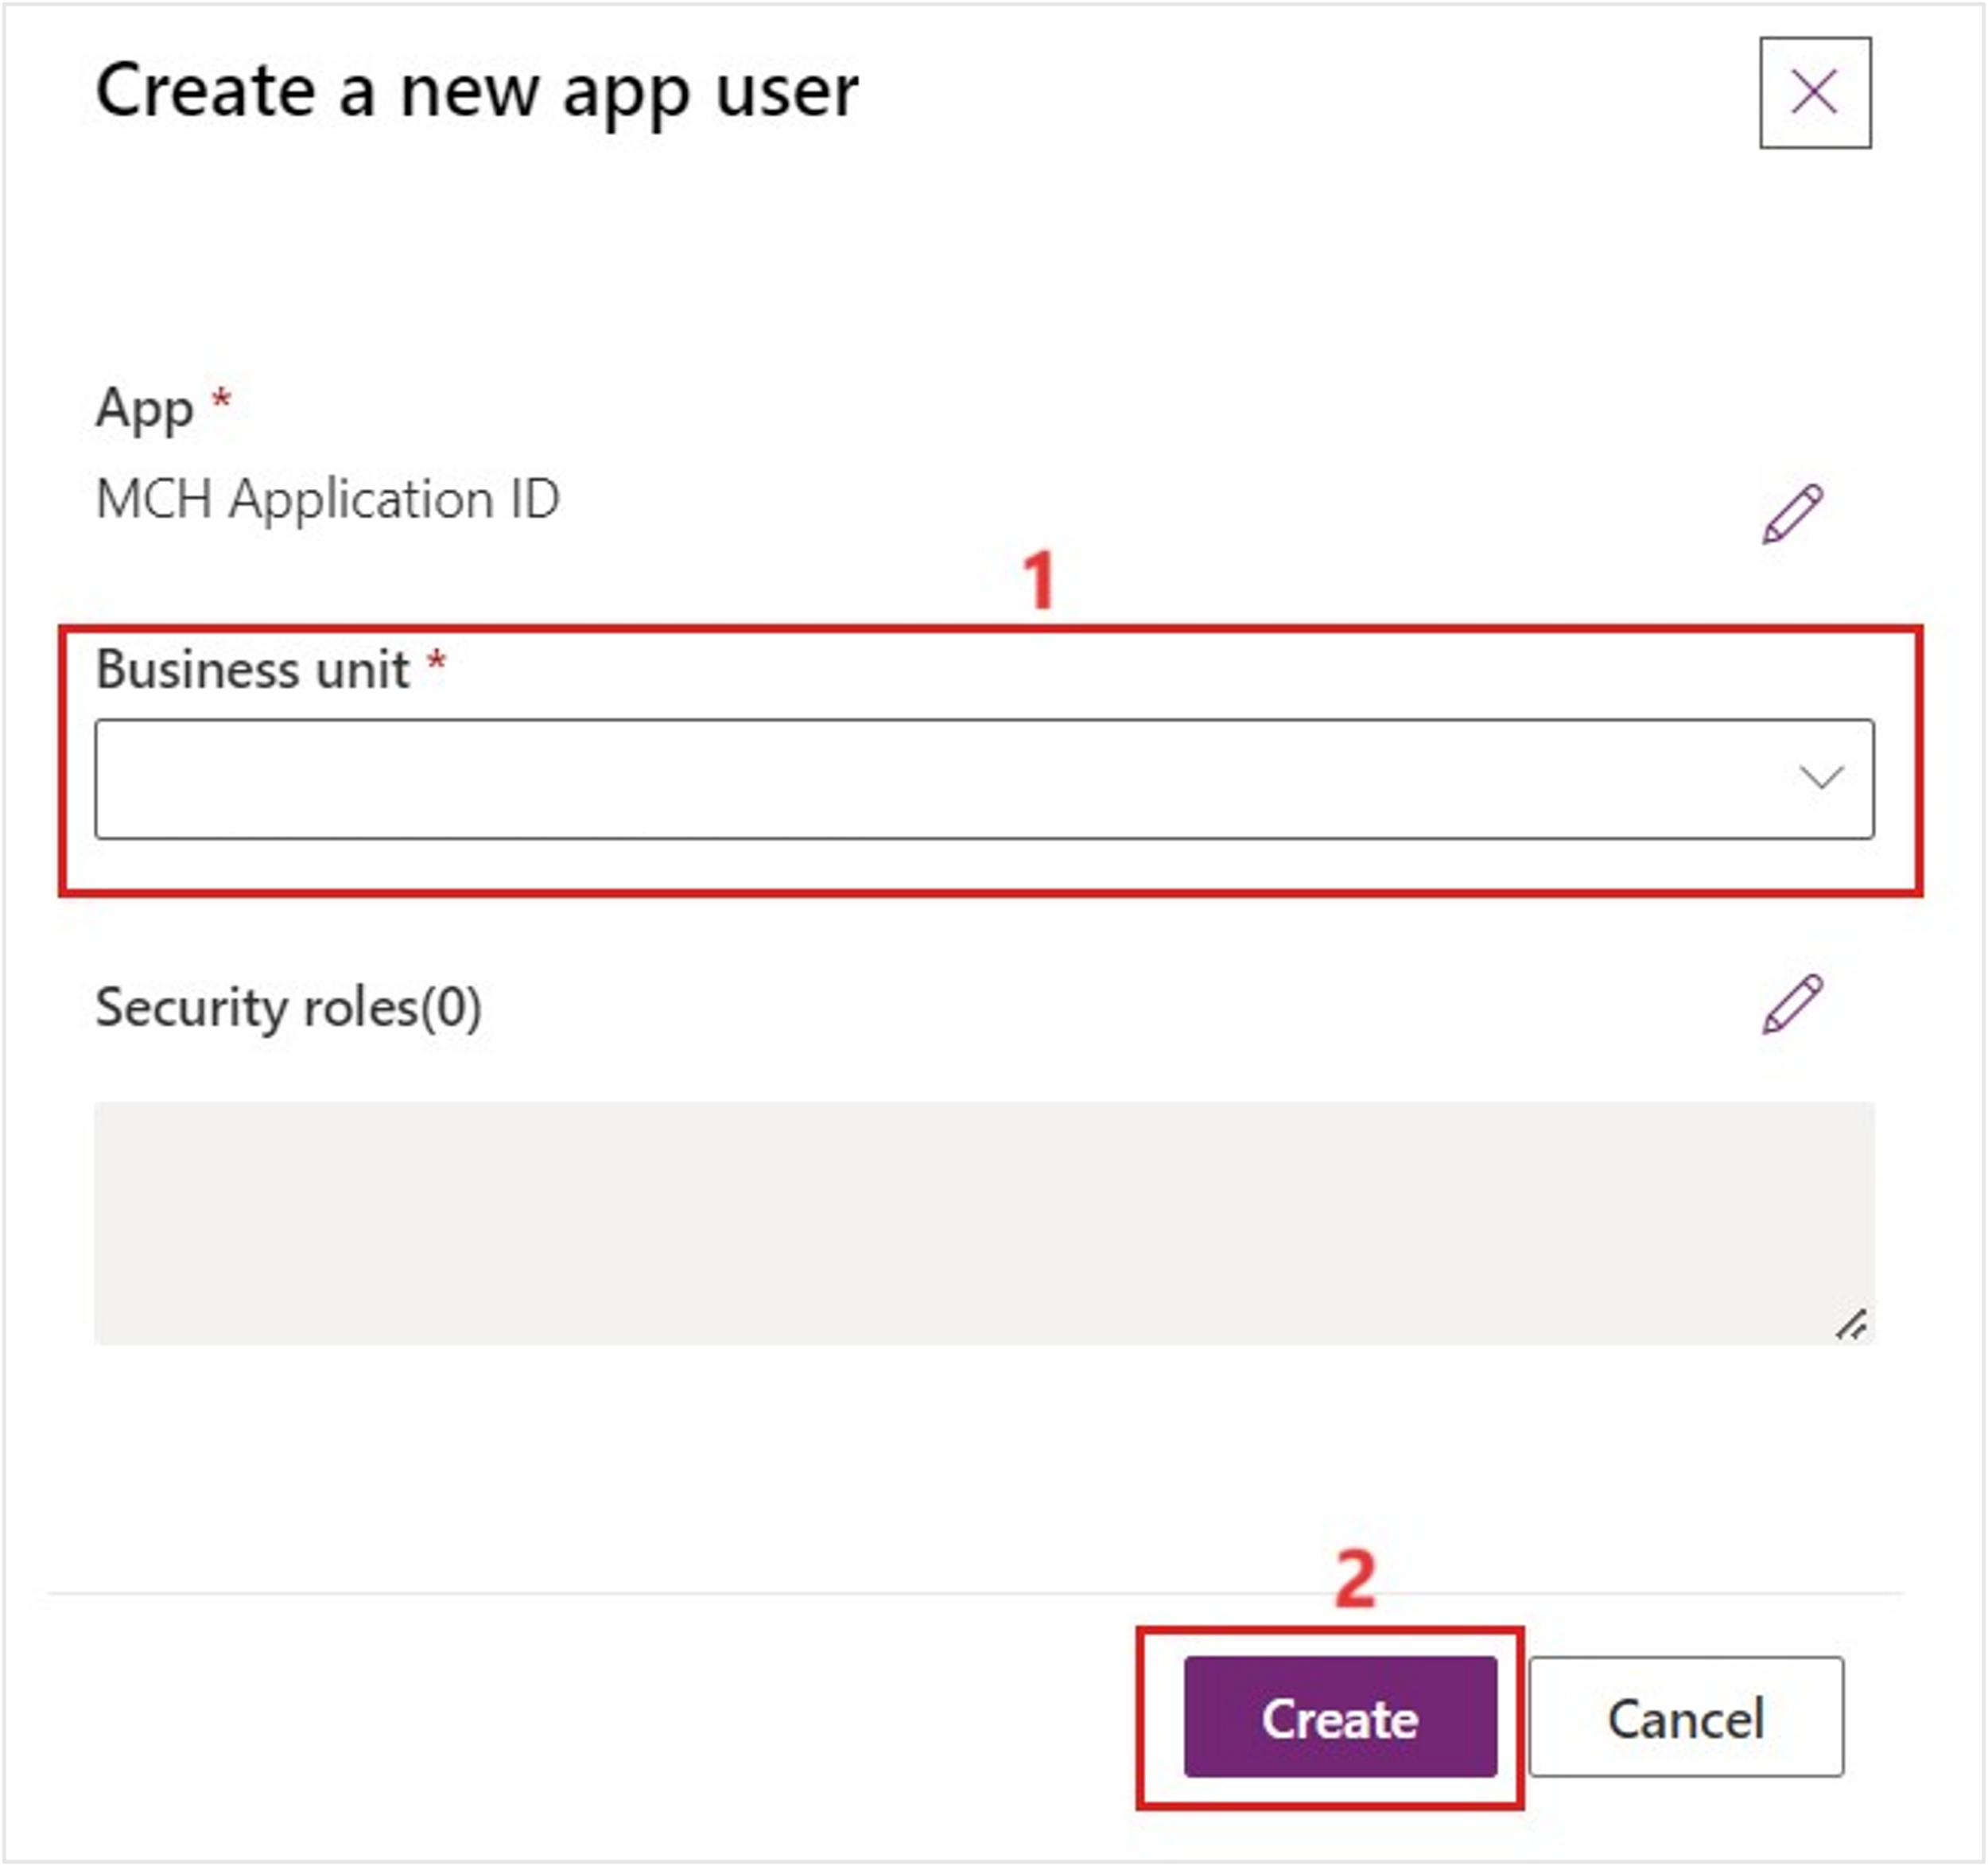 Create a new app user
App *
MCH Application ID
1
Business unit *
Security roles(0)
2
Create
Cancel